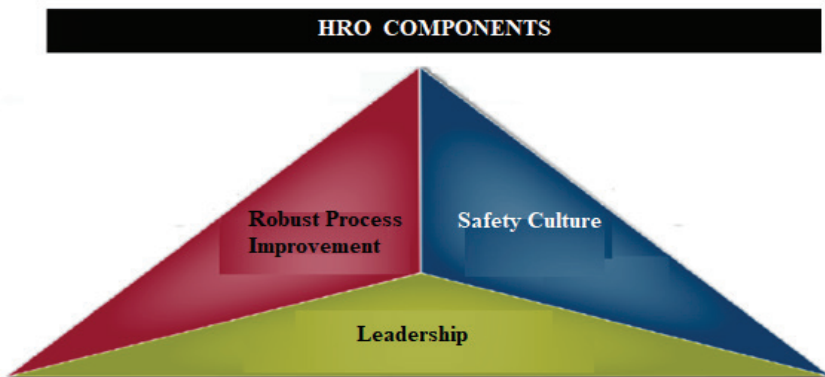 HRO COMPONENTS
Robust Process
Improvement
Safety Culture
Leadership